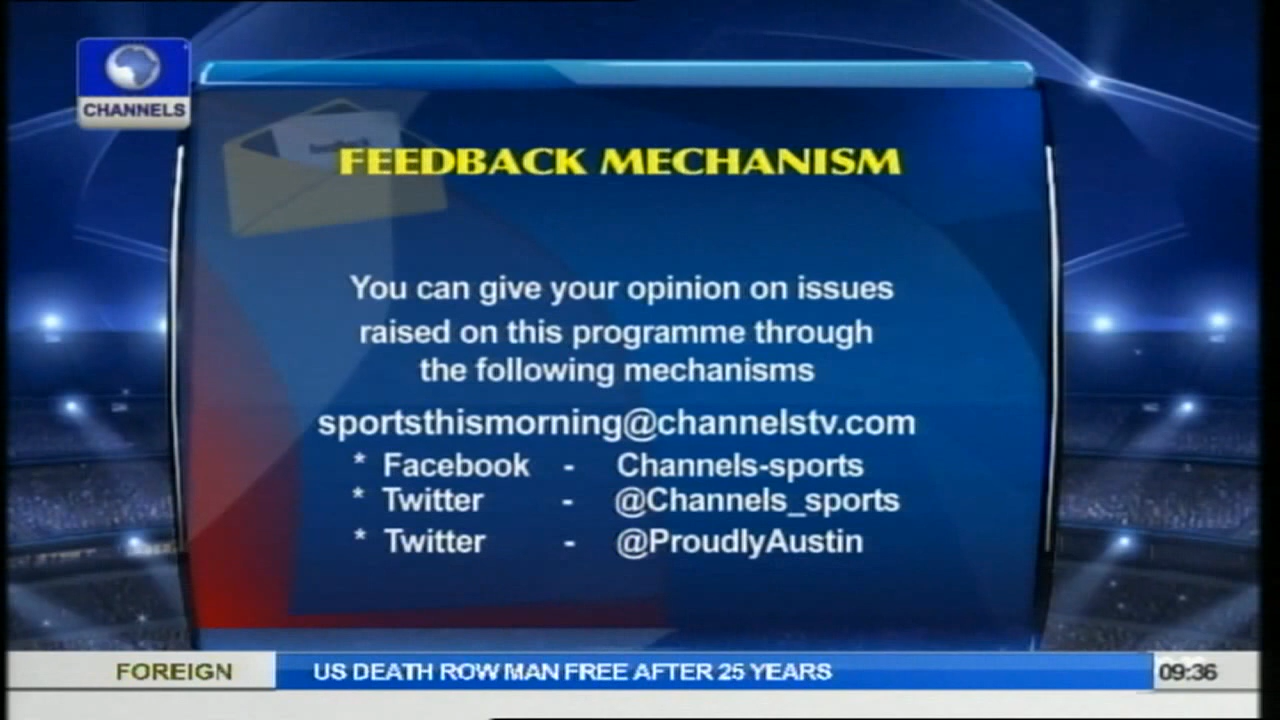 CHANNELS
FEEDBACK MECHANISM
You can give your opinion on issues
raised on this programme through
the following mechanisms
sportsthismorning@channelstv.com
* Facebook - Channels-sports
* Twitter - @Channels_sports
* Twitter - @ProudlyAustin
FOREIGN US DEATH ROW MAN FREE AFTER 25 YEARS 09:36